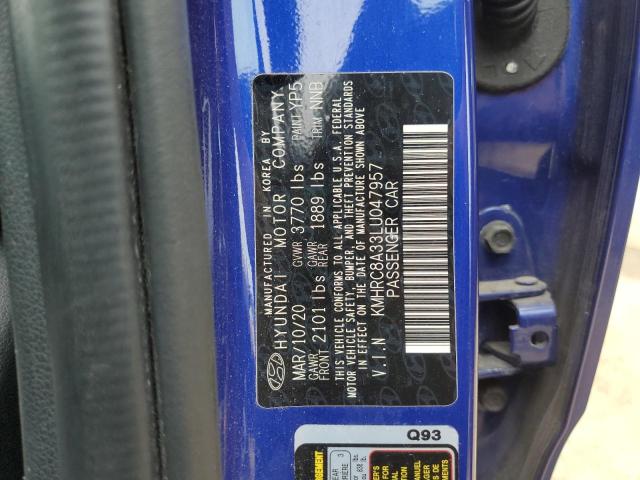 MANUFACTURED IN KOREA BY
HYUNDAI MOTOR COMPANY
MAR/10/20 GVWR 3770 lbs PAINT YP5
GAWR FRONT 2101 lbs GAWR REAR 1889 lbs TRIM NNB
THIS VEHICLE CONFORMS TO ALL APPLICABLE U.S.A. FEDERAL
MOTOR VEHICLE SAFETY, BUMPER, AND THEFT PREVENTION STANDARDS
IN EFFECT ON THE DATE OF MANUFACTURE SHOWN ABOVE
V.I.N KMHRC8A33LU047957
PASSENGER CAR
Q93